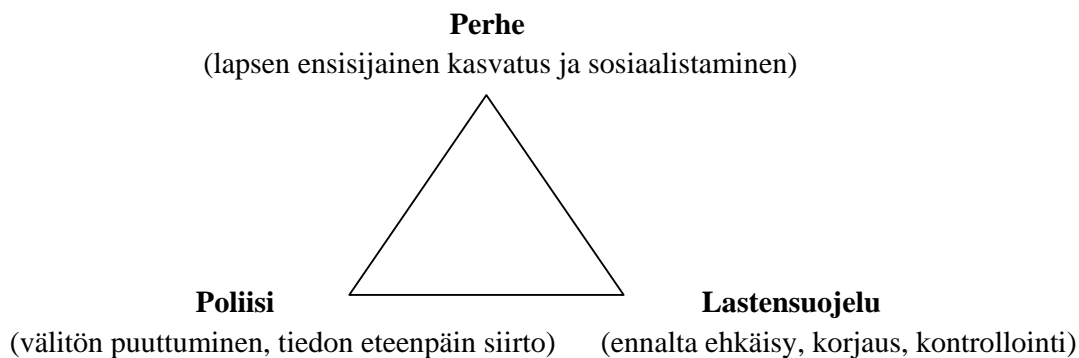 Perhe
(lapsen ensisijainen kasvatus ja sosiaalistaminen)
Poliisi
(välitön puuttuminen, tiedon eteenpäin siirto)
Lastensuojelu
(ennalta ehkäisy, korjaus, kontrollointi)